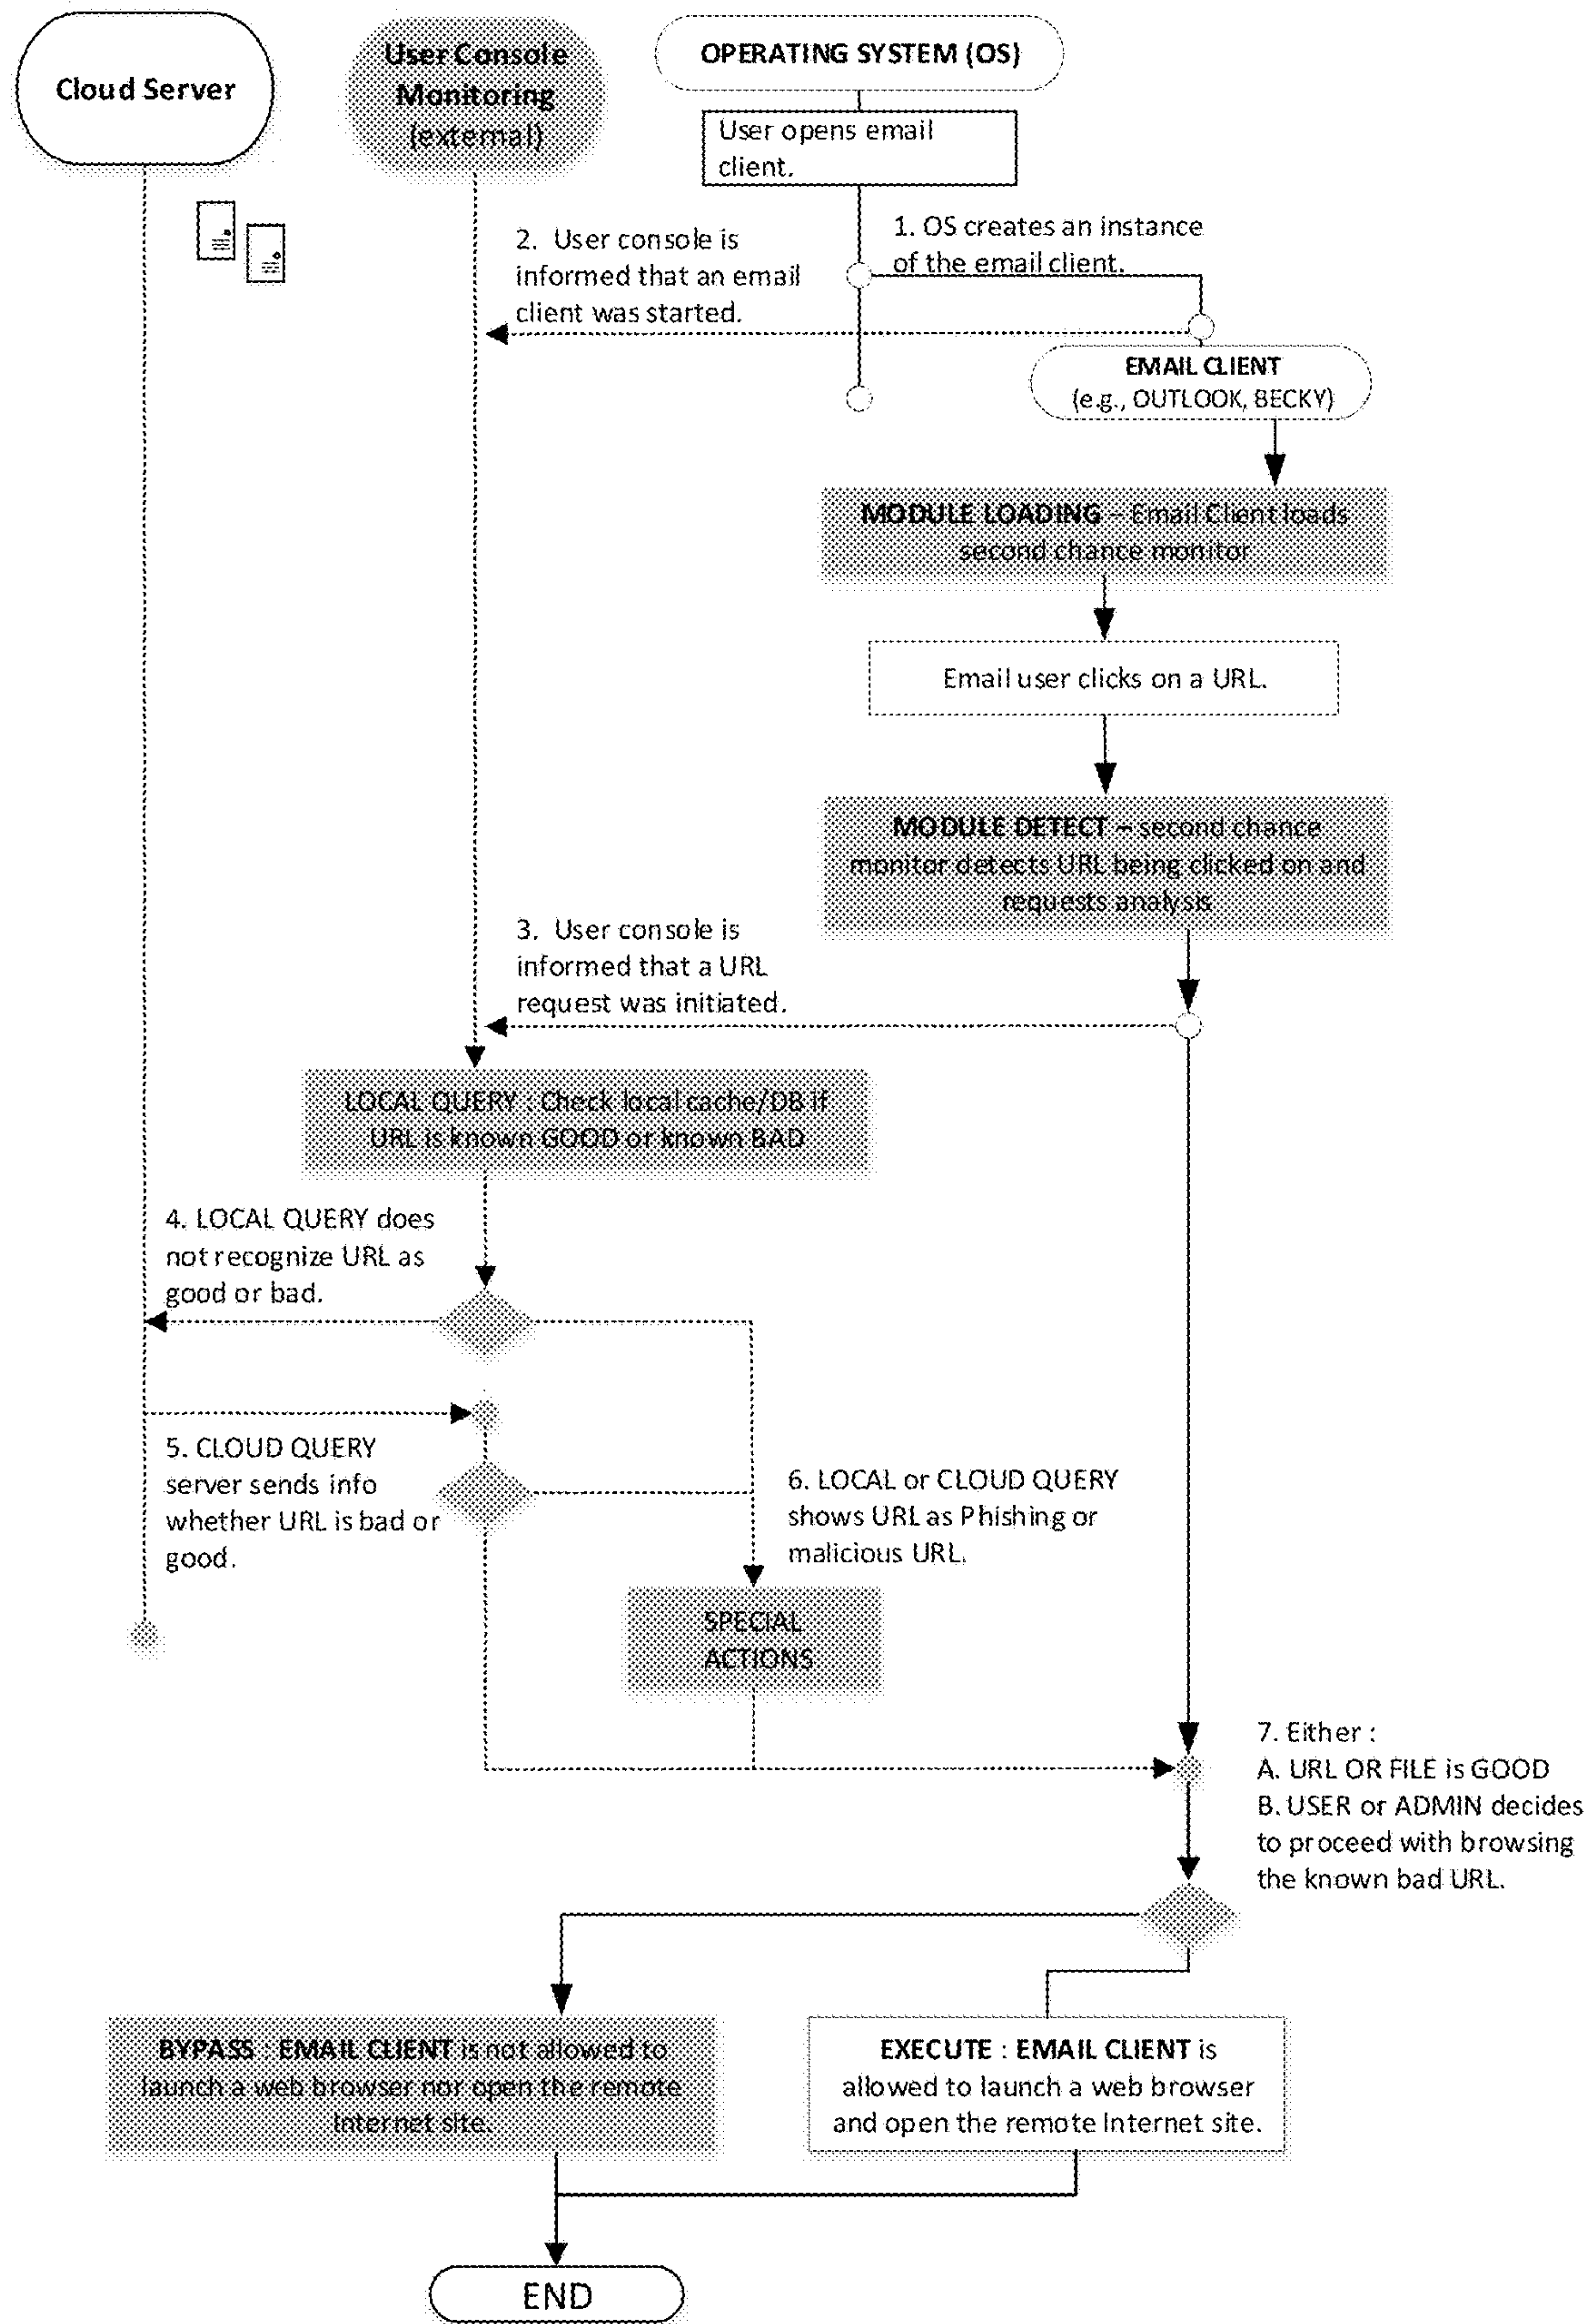 Cloud Server
User Console
Monitoring
(external)
OPERATING SYSTEM (OS)
User opens email
client.
1. OS creates an instance
of the email client.
2. User console is
informed that an email
client was started.
EMAIL CLIENT
(e.g., OUTLOOK, BECKY)
MODULE LOADING – Email Client loads
second chance monitor
Email user clicks on a URL.
MODULE DETECT – second chance
monitor detects URL being clicked on and
requests analysis
3. User console is
informed that a URL
request was initiated.
LOCAL QUERY : Check local cache/DB if
URL is known GOOD or known BAD
4. LOCAL QUERY does
not recognize URL as
good or bad.
5. CLOUD QUERY
server sends info
whether URL is bad or
good.
6. LOCAL or CLOUD QUERY
shows URL as Phishing or
malicious URL.
SPECIAL
ACTIONS
7. Either :
A. URL OR FILE is GOOD
B. USER or ADMIN decides
to proceed with browsing
the known bad URL.
BYPASS : EMAIL CLIENT is not allowed to
launch a web browser nor open the remote
Internet site.
EXECUTE : EMAIL CLIENT is
allowed to launch a web browser
and open the remote Internet site.
END